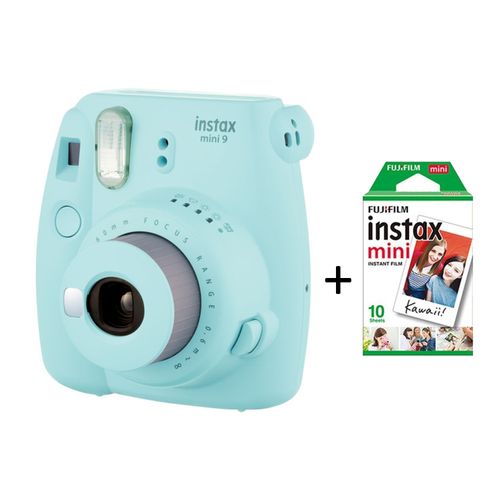 instax
mini 9
60mm FOCUS RANGE 0.6m~∞
+
FUJIFILM mini
FUJIFILM
instax
mini
INSTANT FILM
10
Sheets
Kawaii!